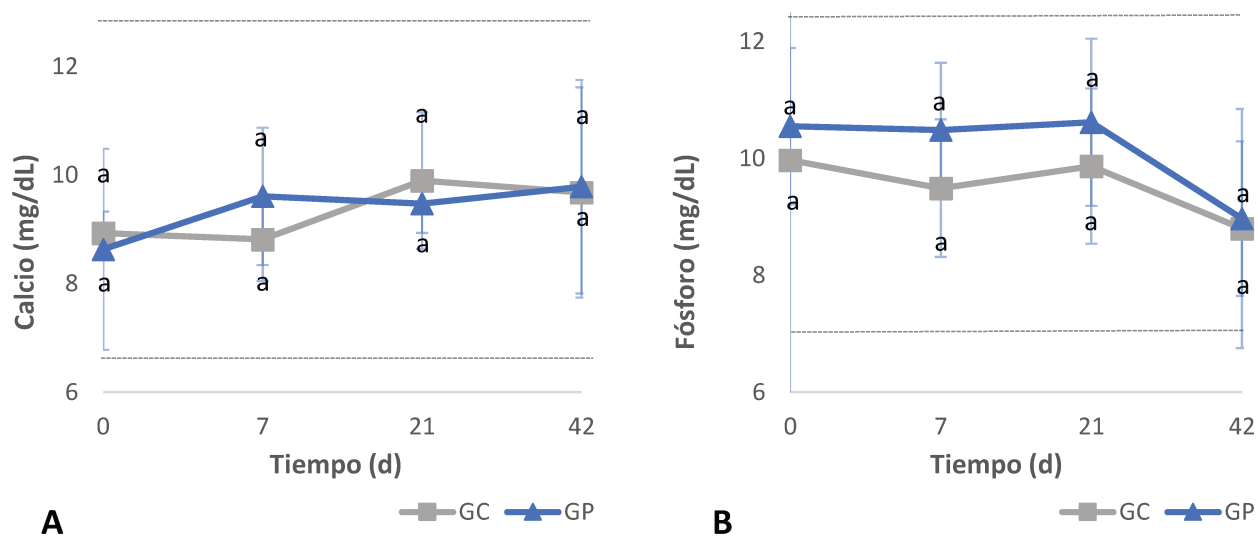 12
10
8
6
Calcio (mg/dL)
a
a
a
a
a
a
a
a
0 7 21 42
Tiempo (d)
GC GP
A
12
10
8
6
Fósforo (mg/dL)
a
a
a
a
a
a
a
a
0 7 21 42
Tiempo (d)
GC GP
B